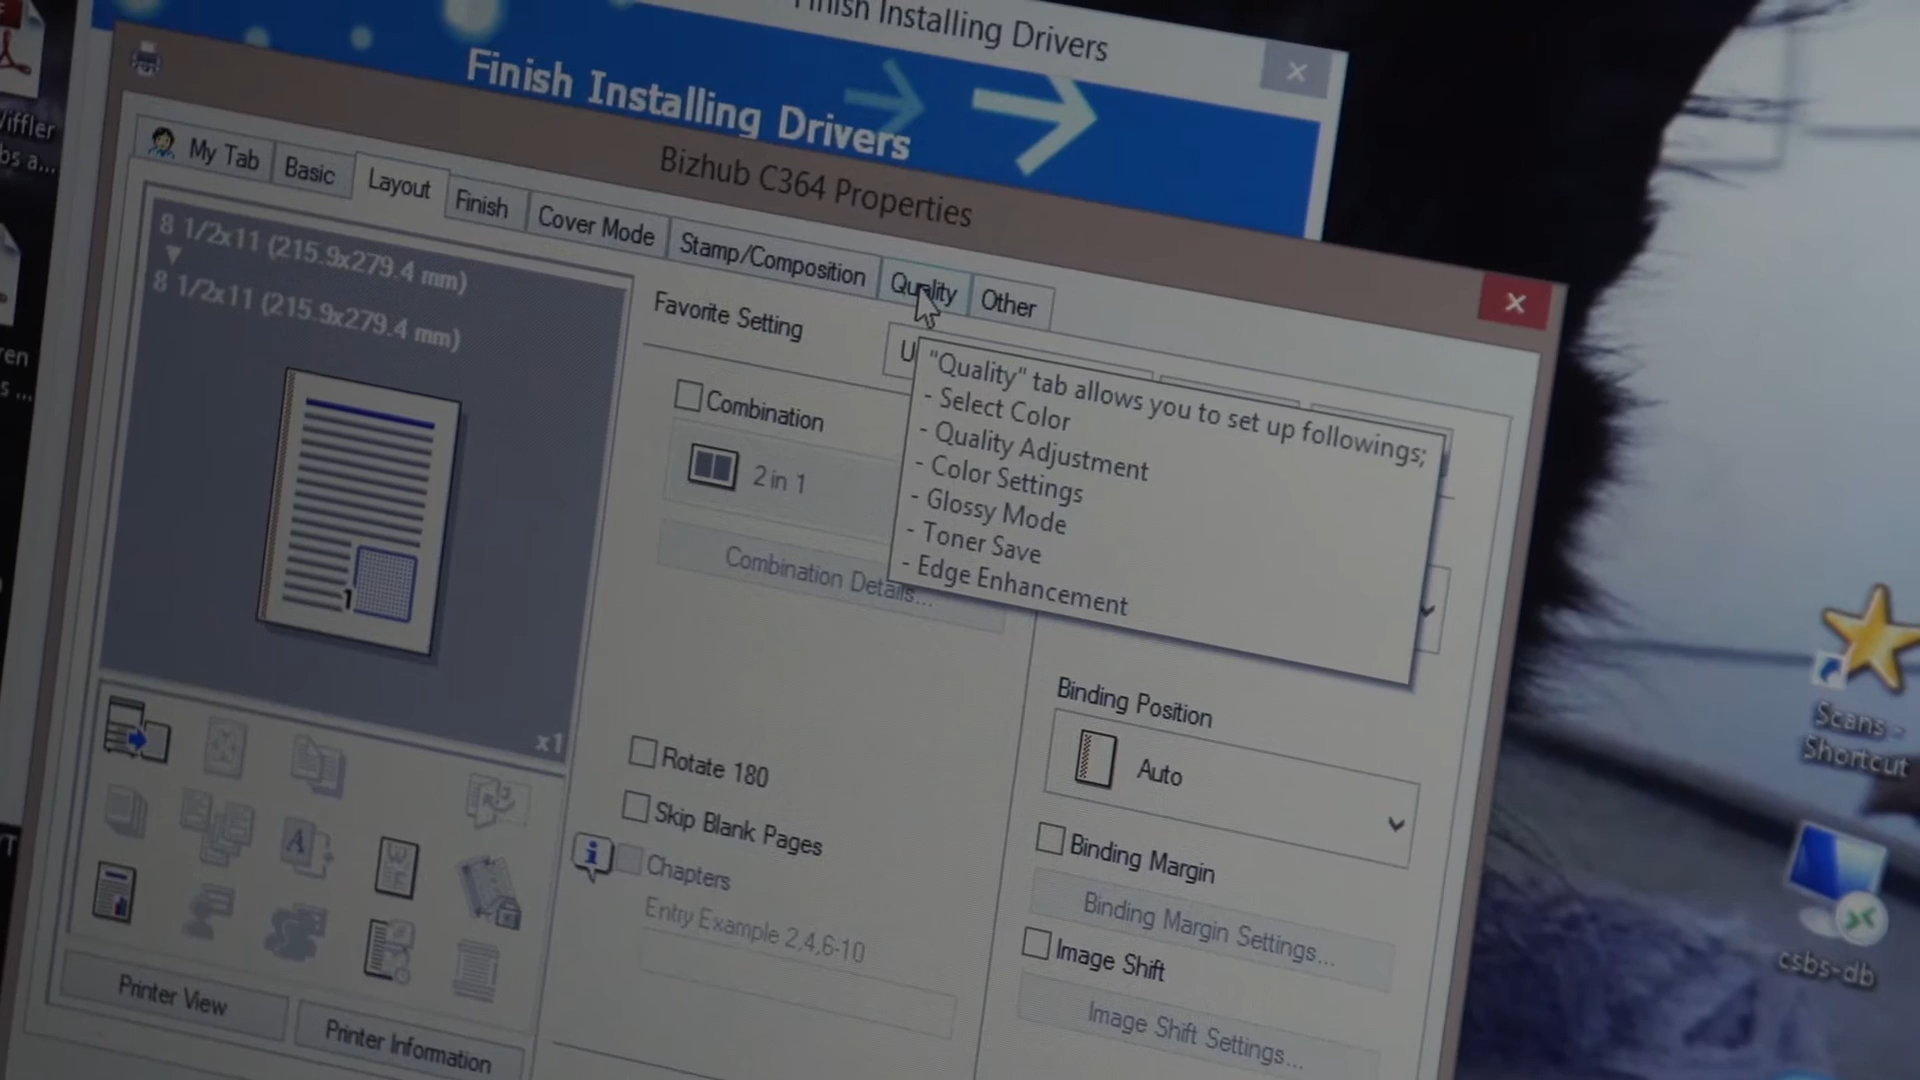 Finish Installing Drivers
Finish Installing Drivers
Bizhub C364 Properties
My Tab
Basic
Layout
Finish
Cover Mode
Stamp/Composition
Quality
Other
8 1/2x11 (215.9x279.4 mm)
8 1/2x11 (215.9x279.4 mm)
1
x1
Favorite Setting
U
"Quality" tab allows you to set up followings;
- Select Color
- Quality Adjustment
- Color Settings
- Glossy Mode
- Toner Save
- Edge Enhancement
Combination
2 in 1
Combination Details...
Rotate 180
Skip Blank Pages
Chapters
Entry Example 2,4,6-10
Binding Position
Auto
Binding Margin
Binding Margin Settings...
Image Shift
Image Shift Settings...
Printer View
Printer Information
Scans -
Shortcut
csbs-db